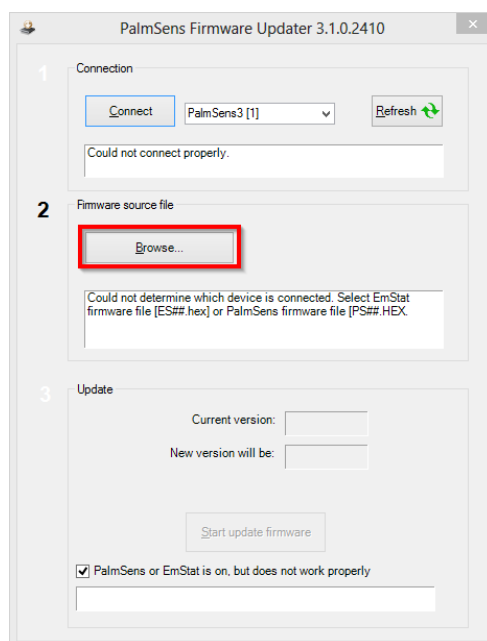 PalmSens Firmware Updater 3.1.0.2410
1
Connection
Connect
PalmSens3 [1]
Refresh
Could not connect properly.
2
Firmware source file
Browse...
Could not determine which device is connected. Select EmStat
firmware file [ES##.hex] or PalmSens firmware file [PS##.HEX.
3
Update
Current version:
New version will be:
Start update firmware
PalmSens or EmStat is on, but does not work properly